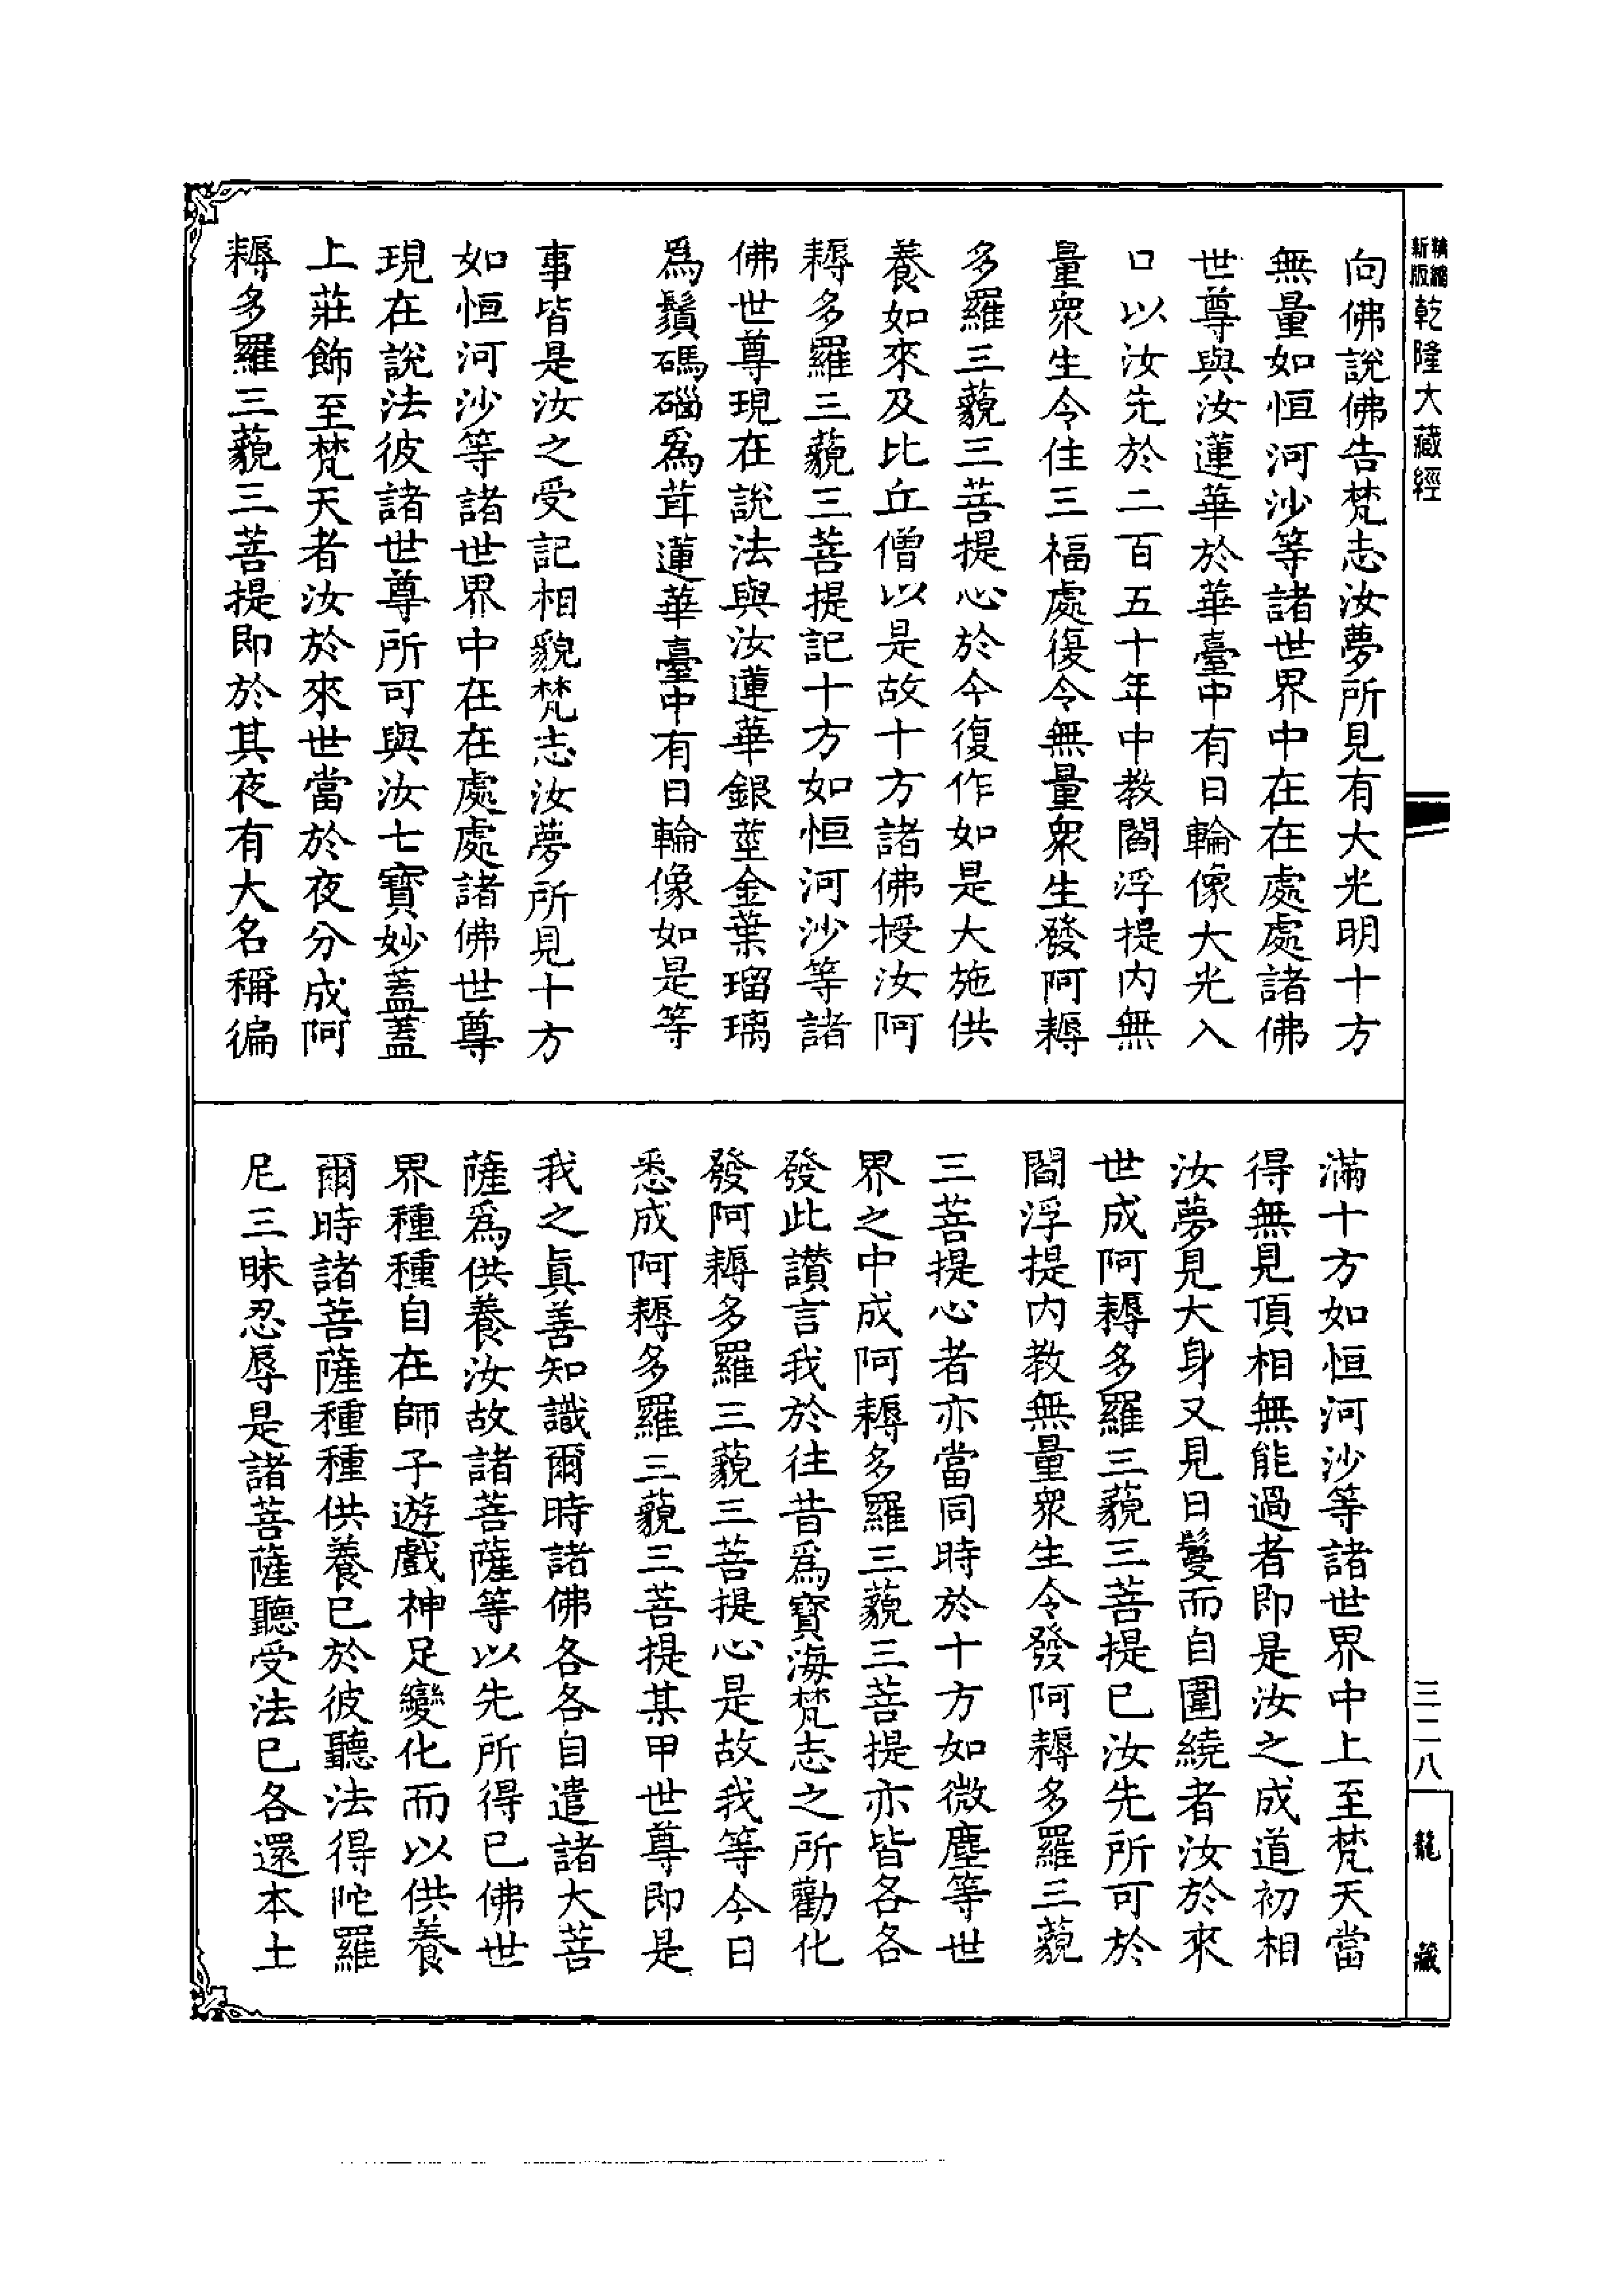 精縮
新版
乾隆大藏經
向佛說佛告梵志汝夢所見有大光明十方
無量如恒河沙等諸世界中在在處處諸佛
世尊與汝蓮華於華臺中有日輪像大光入
口以汝先於二百五十年中教閻浮提內無
量衆生令住三福處復令無量衆生發阿耨
多羅三藐三菩提心於今復作如是大施供
養如來及比丘僧以是故十方諸佛授汝阿
耨多羅三藐三菩提記十方如恒河沙等諸
佛世尊現在說法與汝蓮華銀莖金葉瑠璃
爲鬚碼碯爲茸蓮華臺中有日輪像如是等
事皆是汝之受記相貌梵志汝夢所見十方
如恒河沙等諸世界中在在處處諸佛世尊
現在說法彼諸世尊所可與汝七寶妙蓋蓋
上莊飾至梵天者汝於來世當於夜分成阿
耨多羅三藐三菩提即於其夜有大名稱徧
滿十方如恒河沙等諸世界中上至梵天當
得無見頂相無能過者即是汝之成道初相
汝夢見大身又見日鬘而自圍繞者汝於來
世成阿耨多羅三藐三菩提已汝先所可於
閻浮提內教無量衆生令發阿耨多羅三藐
三菩提心者亦當同時於十方如微塵等世
界之中成阿耨多羅三藐三菩提亦皆各各
發此讚言我於往昔爲寶海梵志之所勸化
發阿耨多羅三藐三菩提心是故我等今日
悉成阿耨多羅三藐三菩提某甲世尊即是
我之眞善知識爾時諸佛各各自遣諸大菩
薩爲供養汝故諸菩薩等以先所得已佛世
界種種自在師子遊戲神足變化而以供養
爾時諸菩薩種種供養已於彼聽法得陀羅
尼三昧忍辱是諸菩薩聽受法已各還本土
三二八
龍藏